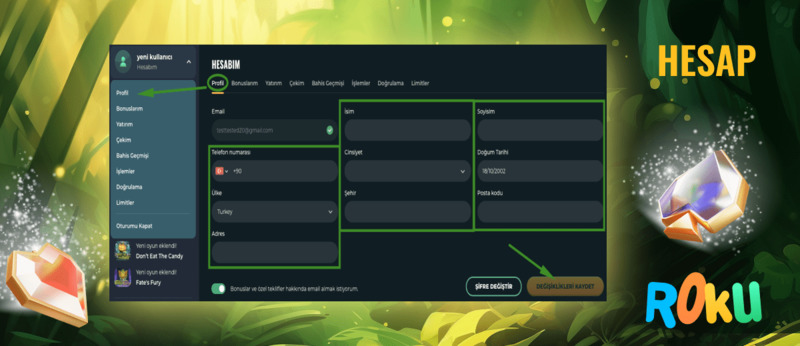 HESAP
yeni kullanıcı
Hesabım
Profil
Bonuslarım
Yatırım
Çekim
Bahis Geçmişi
İşlemler
Doğrulama
Limitler
Oturumu Kapat
Yeni oyun eklendi!
Don't Eat The Candy
Yeni oyun eklendi!
Fate's Fury
HESABIM
Profil Bonuslarım Yatırım Çekim Bahis Geçmişi İşlemler Doğrulama Limitler
Email İsim Soyisim
Telefon numarası Cinsiyet Doğum Tarihi
+90 18/10/2002
Ülke Şehir Posta kodu
Turkey
Adres
Bonuslar ve özel teklifler hakkında email almak istiyorum.
ŞİFRE DEĞİŞTİR DEĞİŞİKLİKLERİ KAYDET
ROKU